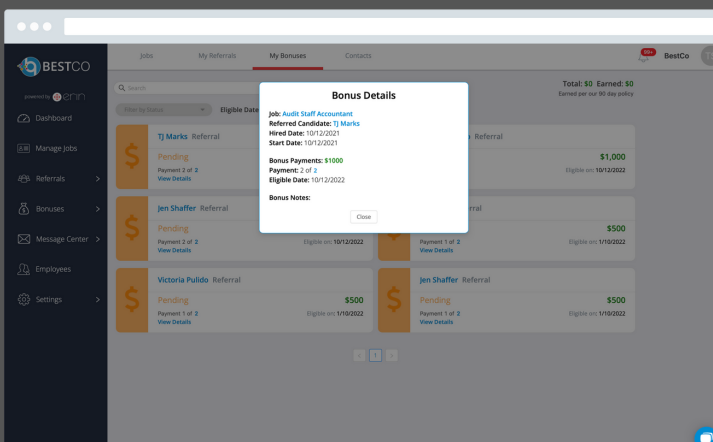 Jobs
My Referrals
My Bonuses
Contacts
99+
BestCo
BESTCO
powered by erin
Dashboard
Manage Jobs
Referrals
Bonuses
Message Center
Employees
Settings
Search
Total: $0 Earned: $0
Earned per our 90 day policy
Filter by Status
Eligible Date
Bonus Details
Job: Audit Staff Accountant
Referred Candidate: TJ Marks
Hired Date: 10/12/2021
Start Date: 10/12/2021
Bonus Payments: $1000
Payment: 2 of 2
Eligible Date: 10/12/2022
Bonus Notes:
Close
TJ Marks Referral
Pending
Payment 2 of 2
View Details
Referral
$1,000
Eligible on: 10/12/2022
Jen Shaffer Referral
Pending
Payment 2 of 2
Eligible on: 10/12/2022
View Details
$500
Payment 1 of 2
Eligible on: 1/10/2022
View Details
Victoria Pulido Referral
Pending
$500
Payment 1 of 2
Eligible on: 1/10/2022
View Details
Jen Shaffer Referral
Pending
$500
Payment 1 of 2
Eligible on: 1/10/2022
View Details
1